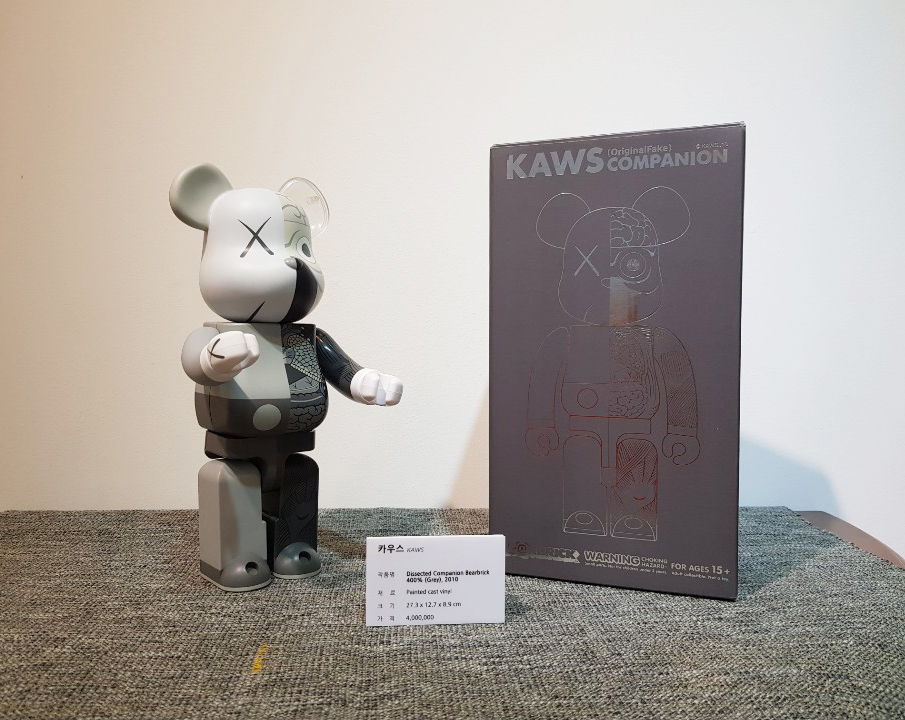 KAWS (OriginalFake)
COMPANION
WARNING CHOKING HAZARD- FOR AGES 15+
카우스 KAWS
작품명 Dissected Companion Bearbrick
400% (Grey), 2010
재 료 Painted cast vinyl
크 기 27.3 x 12.7 x 8.9 cm
가 격 4,000,000